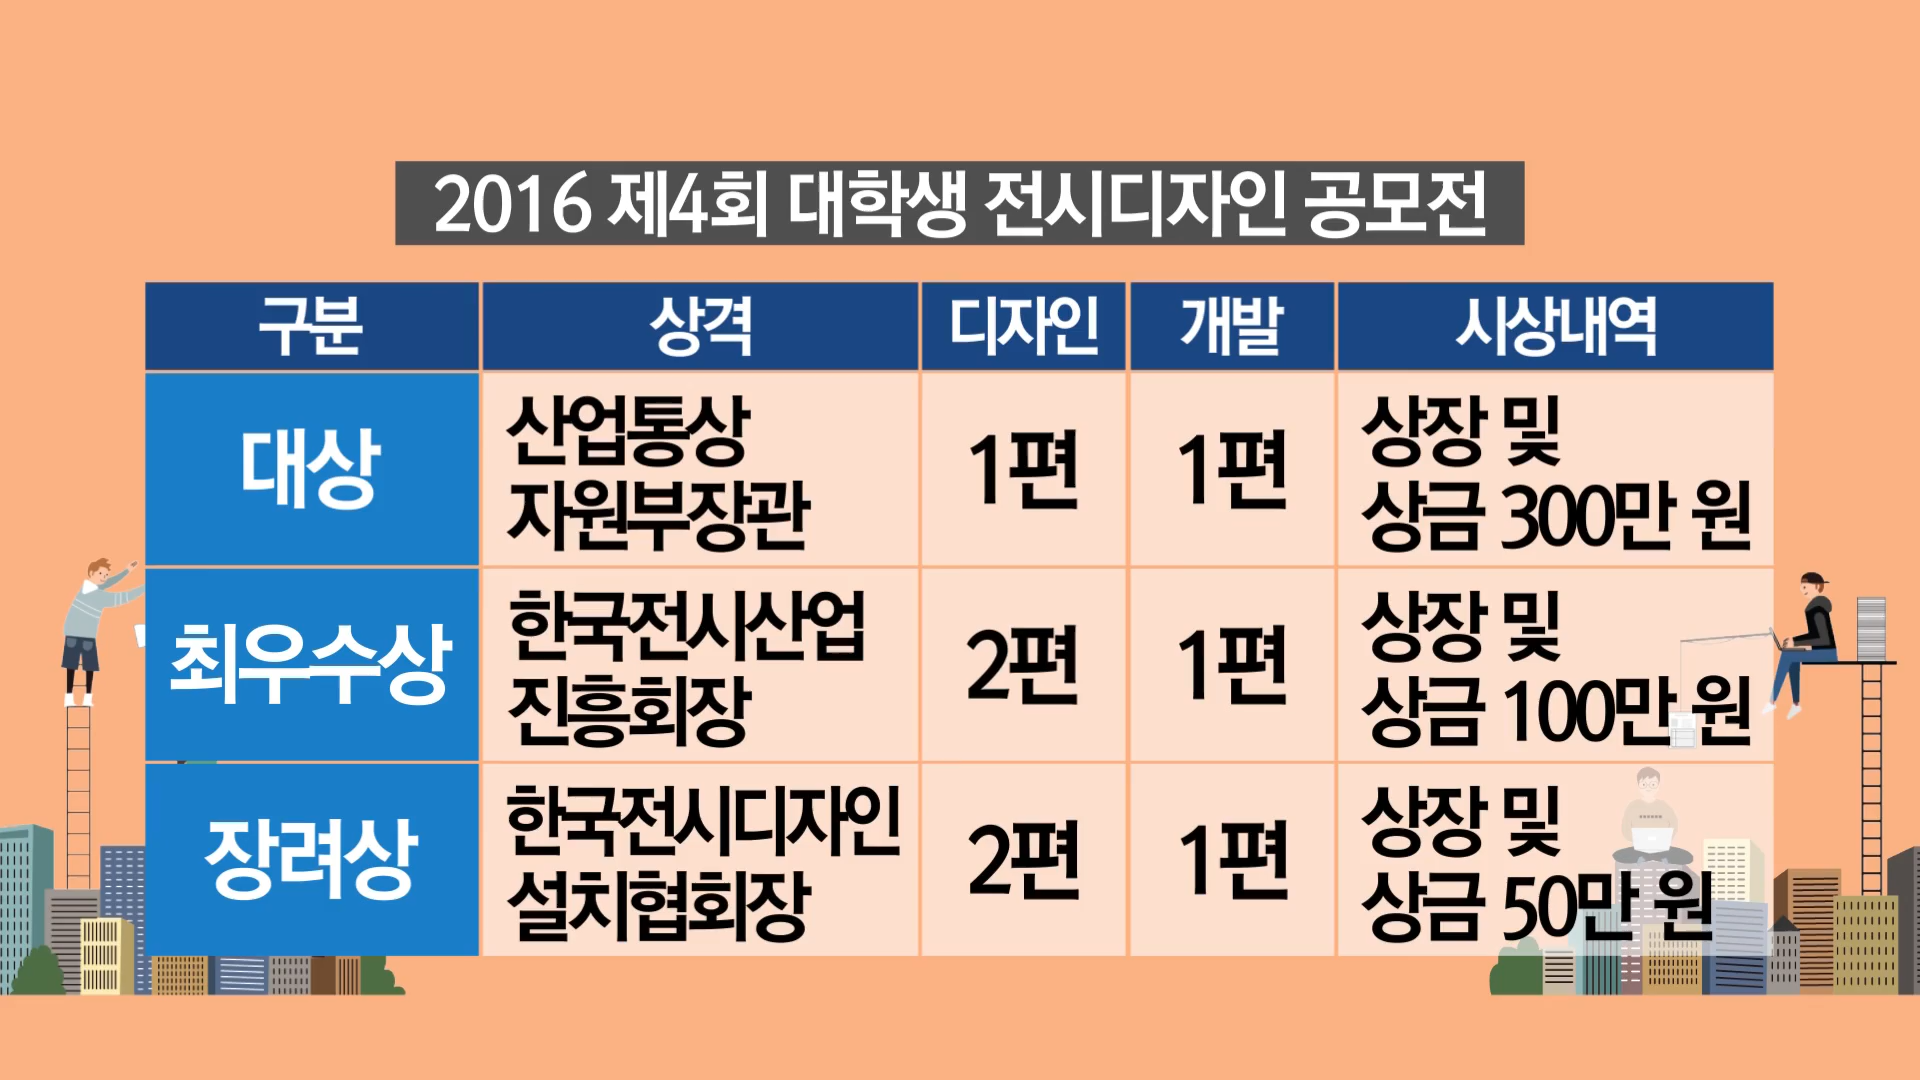 2016 제4회 대학생 전시디자인 공모전
구분 상격 디자인 개발 시상내역
대상 산업통상 자원부장관 1편 1편 상장 및 상금 300만 원
최우수상 한국전시산업 진흥회장 2편 1편 상장 및 상금 100만 원
장려상 한국전시디자인 설치협회장 2편 1편 상장 및 상금 50만 원